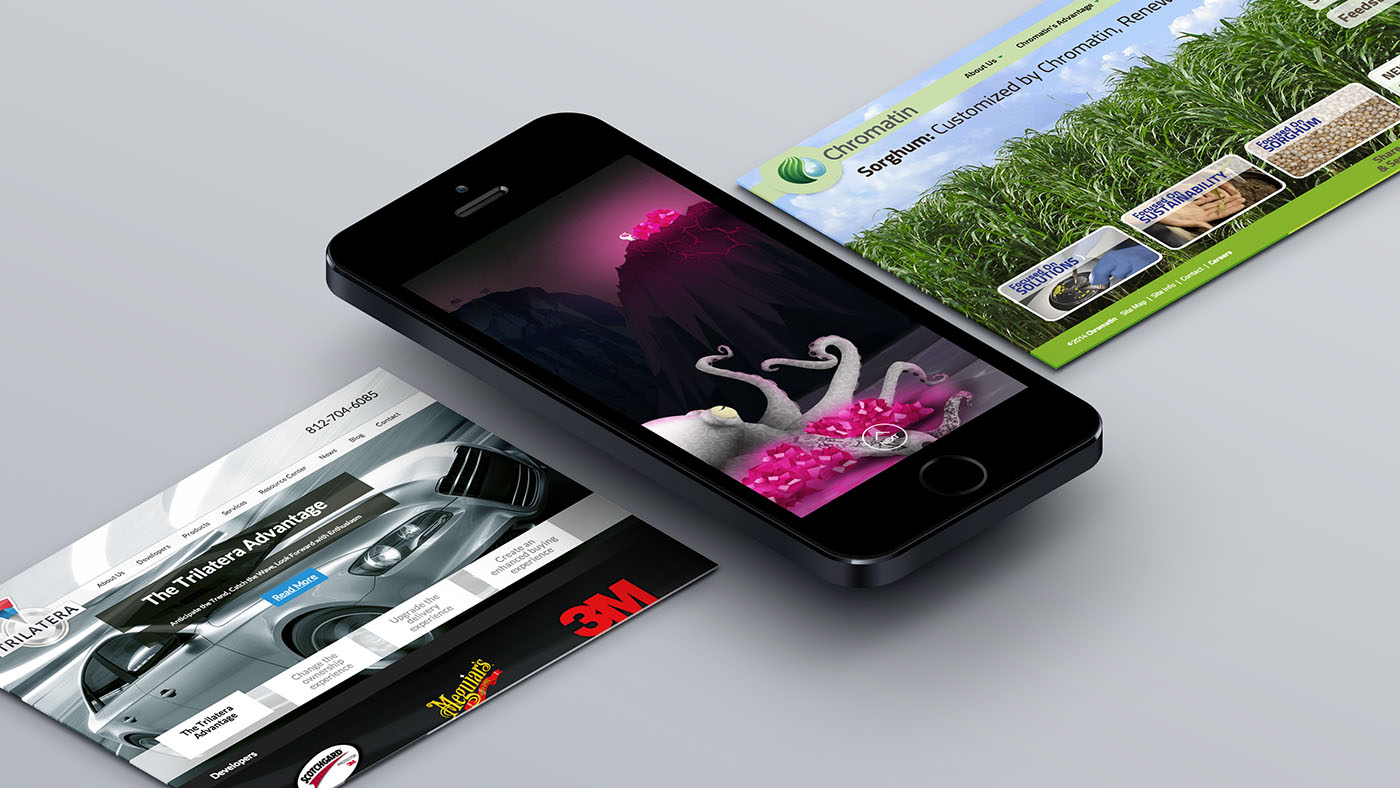 812-704-6085
About Us
Developers
Products
Services
Resource Center
News
Blog
Contact
TRILATERA
The Trilatera Advantage
Anticipate the Trend, Catch the Wave, Look Forward with Enthusiasm
Read More
The Trilatera
Advantage
Change the
ownership
experience
Upgrade the
delivery
experience
Create an
enhanced buying
experience
Developers
SCOTCHGARD
3M
Meguiar's
3M
About Us
Chromatin's Advantage
Chromatin
Sorghum: Customized by Chromatin, Renew
Focused On
SOLUTIONS
Focused On
SUSTAINABILITY
Focused On
SORGHUM
©2014 Chromatin Site Map | Site Info | Contact | Careers